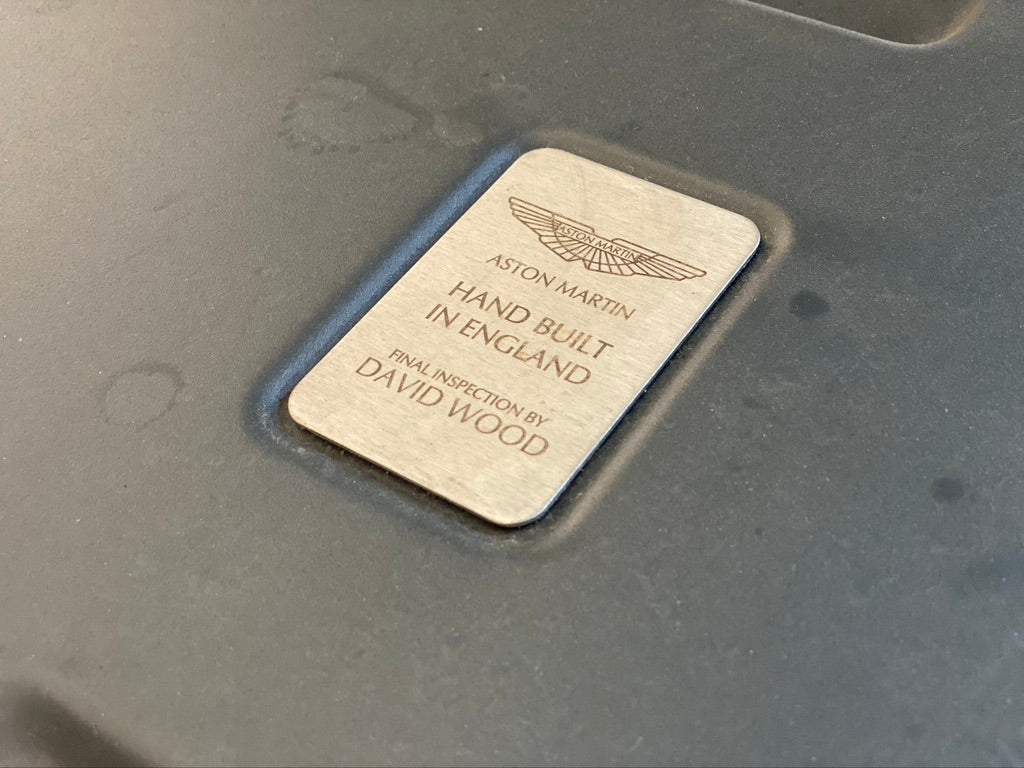 ASTON MARTIN
ASTON MARTIN
HAND BUILT
IN ENGLAND
FINAL INSPECTION BY
DAVID WOOD